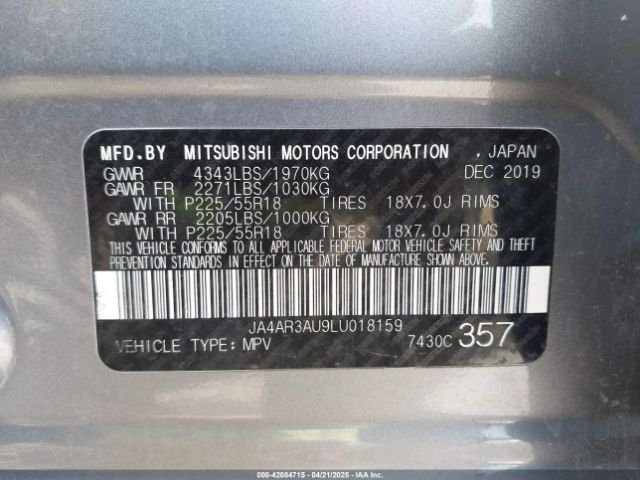 MFD.BY MITSUBISHI MOTORS CORPORATION , JAPAN
GVWR 4343LBS/1970KG DEC 2019
GAWR FR 2271LBS/1030KG
WITH P225/55R18 TIRES 18X7.0J RIMS
GAWR RR 2205LBS/1000KG
WITH P225/55R18 TIRES 18X7.0J RIMS
THIS VEHICLE CONFORMS TO ALL APPLICABLE FEDERAL MOTOR VEHICLE SAFETY AND THEFT
PREVENTION STANDARDS IN EFFECT ON THE DATE OF MANUFACTURE SHOWN ABOVE.
JA4AR3AU9LU018159
VEHICLE TYPE: MPV 7430C 357
000-42084715 - 04/21/2025 - IAAI.COM